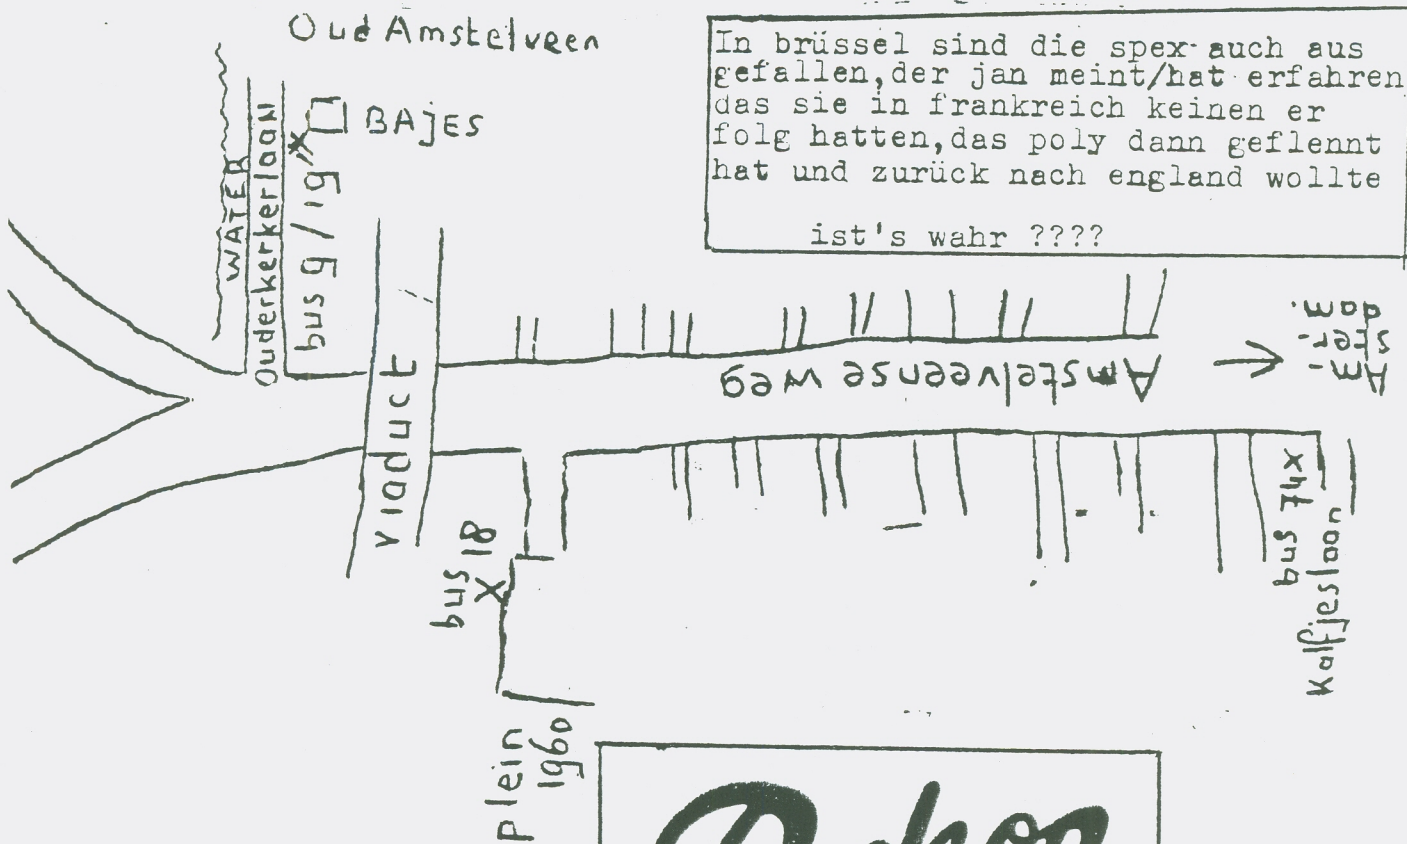 Oud Amstelveen
In brüssel sind die spex auch aus
gefallen,der jan meint/hat erfahren
das sie in frankreich keinen er
folg hatten,das poly dann geflennt
hat und zurück nach england wollte
ist's wahr ????
BAjES
WATER
Ouderkerkerlaan
bus 9/19 x
viaduct
Amstelveense weg
Am-
ster-
dam.
bus 18
X
bus 74x
Kalfjeslaan
plein
1960